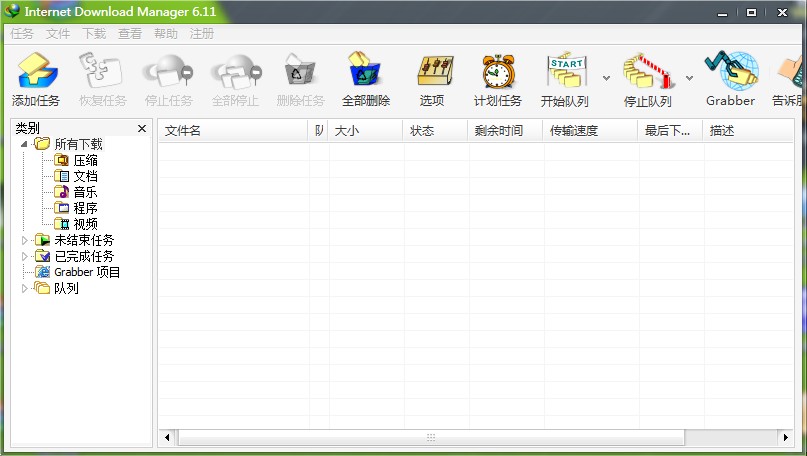 Internet Download Manager 6.11
任务 文件 下载 查看 帮助 注册
START
添加任务 恢复任务 停止任务 全部停止 删除任务 全部删除 选项 计划任务 开始队列 停止队列 Grabber 告诉
类别
文件名 队 大小 状态 剩余时间 传输速度 最后下... 描述
所有下载
压缩
文档
音乐
程序
视频
未结束任务
已完成任务
Grabber 项目
队列